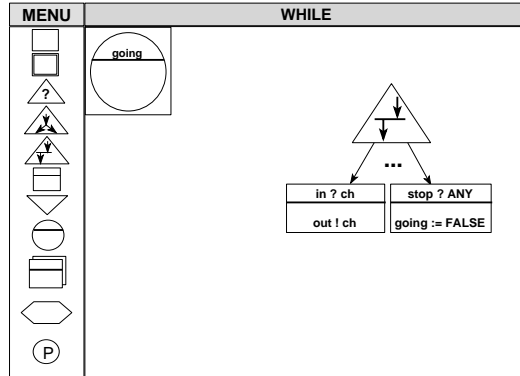 MENU
WHILE
going
?
...
in ? ch
stop ? ANY
out ! ch
going := FALSE
P